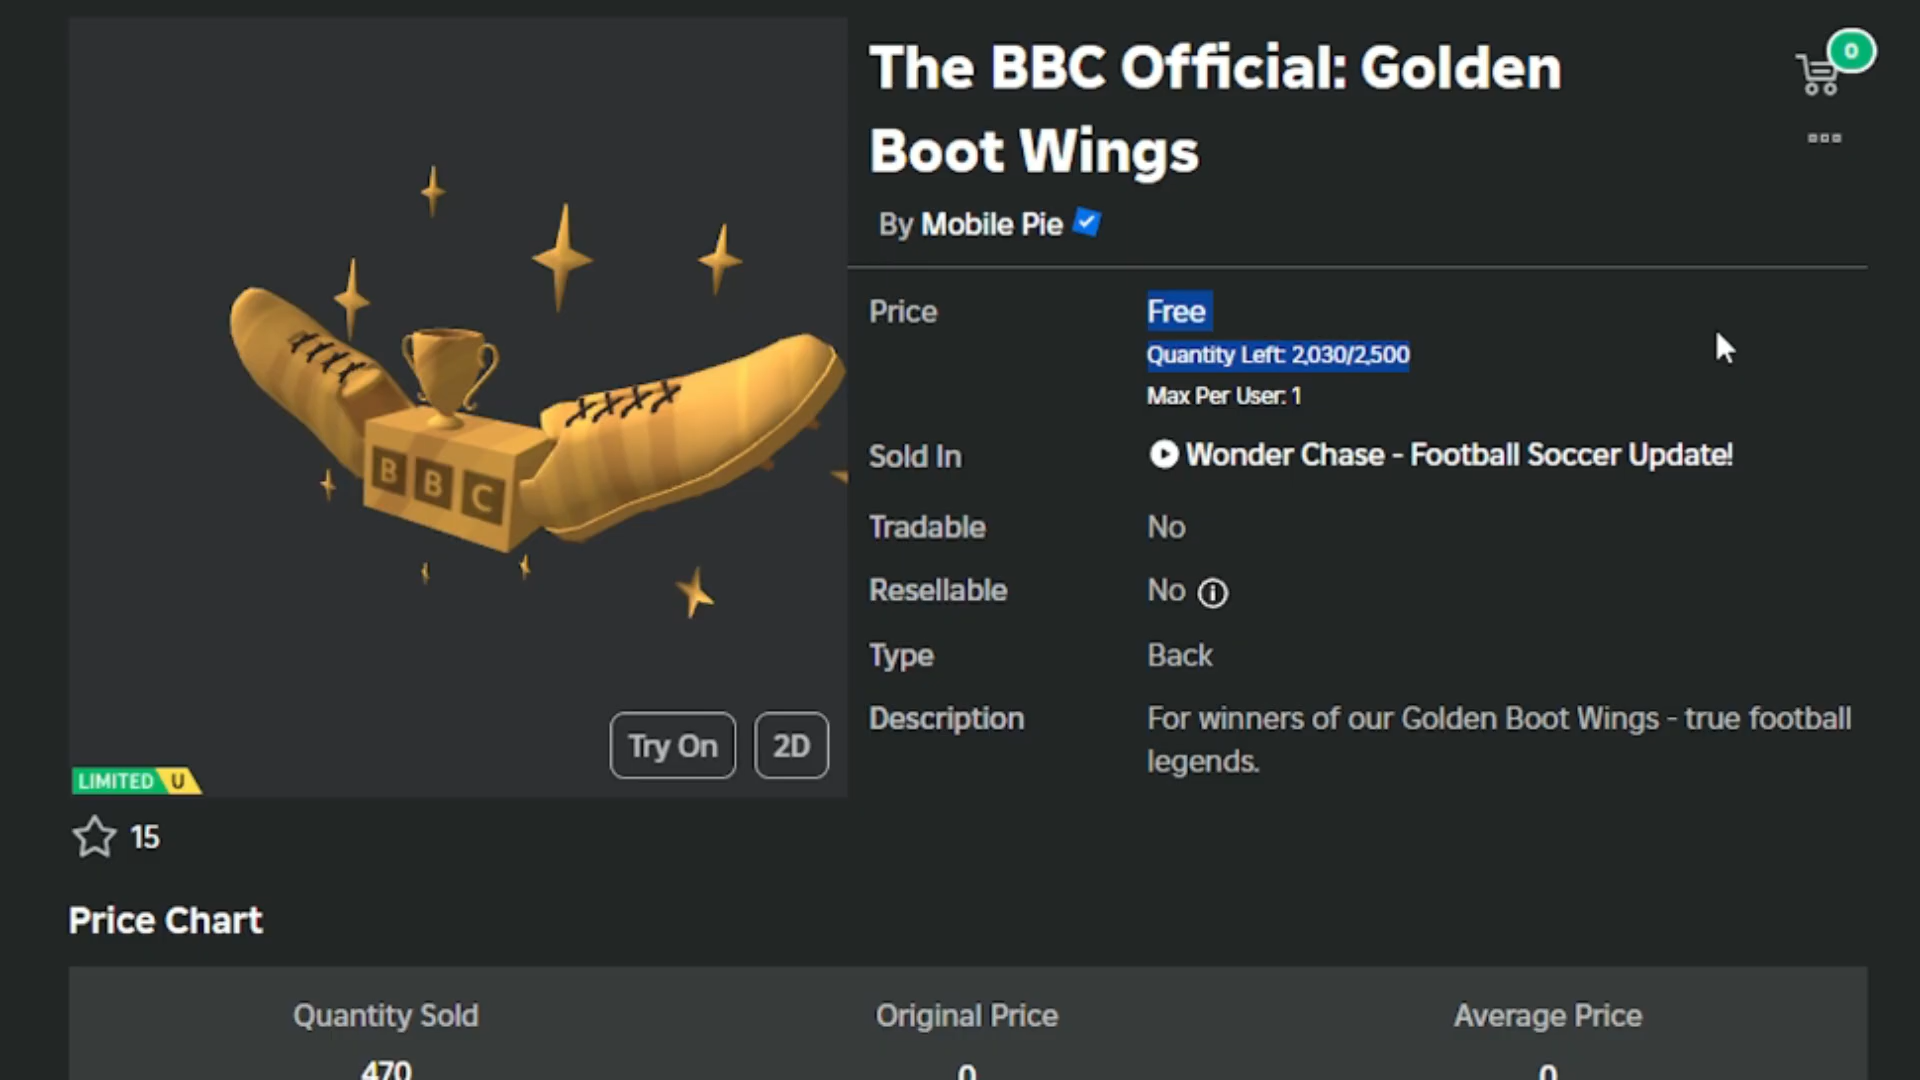 The BBC Official: Golden
Boot Wings
0
By Mobile Pie
Price
Free
Quantity Left: 2,030/2,500
Max Per User: 1
Sold In
Wonder Chase - Football Soccer Update!
Tradable
No
Resellable
No
Type
Back
Description
For winners of our Golden Boot Wings - true football
legends.
BBC
Try On
2D
LIMITED U
15
Price Chart
Quantity Sold
Original Price
Average Price
470
0
0